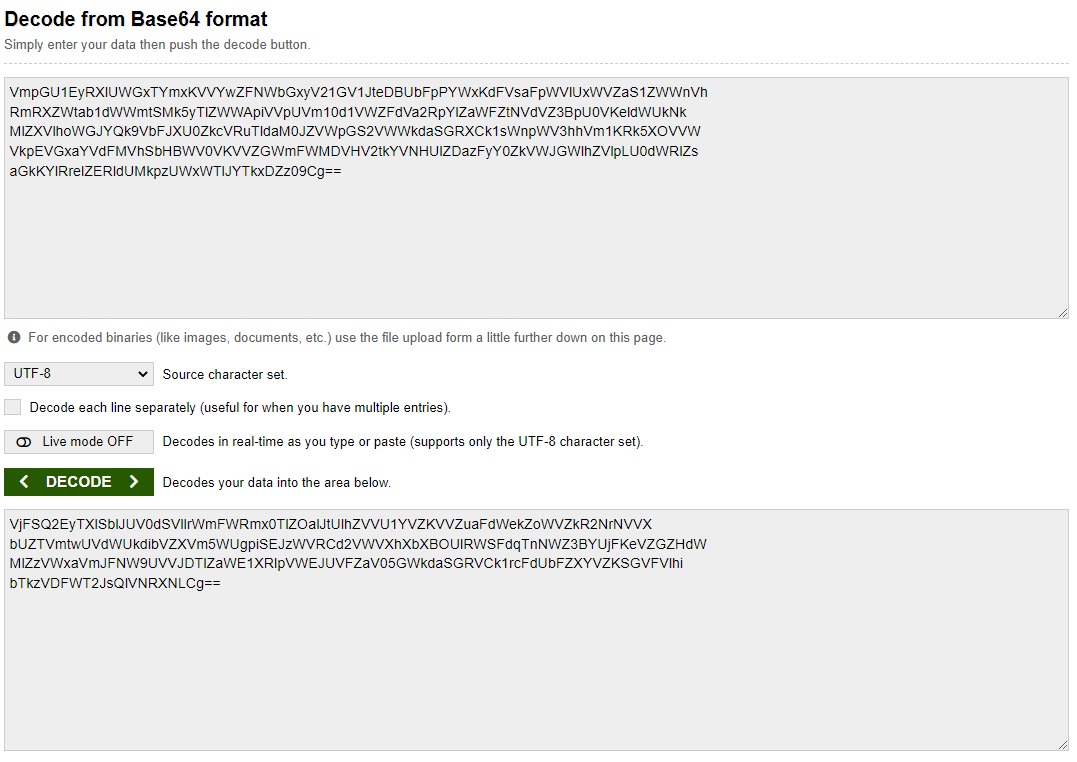 Decode from Base64 format
Simply enter your data then push the decode button.
VmpGU1EyRXlUWGxTYmxKVVYwZFNWbGxyV21GV1JteDBUbFpPYWxKdFVsaFpWVlUxWVZaS1ZWWnVh
RmRXZWtab1dWWmtSMk5yTlZWWApiVVpUVm10d1VWZFdVa2RpYlZaWFZtNVdVZ3BpU0VKeldWUkNk
MlZXVlhoWGJYQk9VbFJXU0ZkcVRuTldaM0JZVWpGS2VWWkdaSGRXCk1sWnpWV3hhVm1KRk5XOVVW
VkpEVGxaYVdFMVhSbHBWV0VKVVZGWmFWMDVHV2tkYVNHUlZDazFyY0ZkVWJGWlhZVlpLU0dWRlZs
aGkKYlRrelZERldUMkpzUWxWTlJYTkxDZz09Cg==
For encoded binaries (like images, documents, etc.) use the file upload form a little further down on this page.
UTF-8 Source character set.
Decode each line separately (useful for when you have multiple entries).
Live mode OFF Decodes in real-time as you type or paste (supports only the UTF-8 character set).
DECODE Decodes your data into the area below.
VjFSQ2EyTXlSblJUV0dSVllrWmFWRmx0TlZOalJtUlhZVVU1YVZKVVZuaFdWekZoWVZkR2NrNVVX
bUZTVmtwUVdWUkdibVZXVm5WUgpiSEJzWVRCd2VWVXhXbXBOUlRWSFdqTnNWZ3BYUjFKeVZGZHdW
MlZzVWxaVmJFNW9UVVJDTlZaWE1XRlpVWEJUVFZaV05GWkdaSGRVCk1rcFdUbFZXYVZKSGVFVlhi
bTkzVDFWT2JsQlVNRXNLCg==